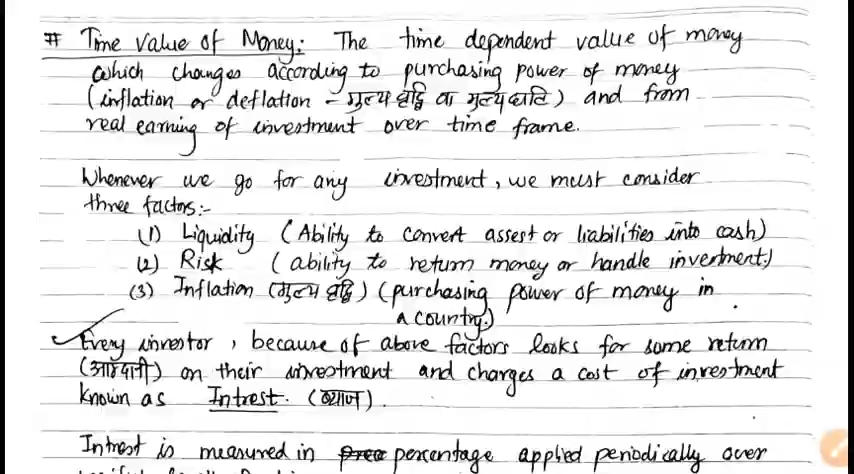 # Time Value of Money: The time dependent value of money
which changes according to purchasing power of money
(inflation or deflation - मुल्य वृद्धि वा मुल्य घाटि) and from
real earning of investment over time frame.
Whenever we go for any investment, we must consider
three factors:-
(1) Liquidity (Ability to convert assest or liabilities into cash)
(2) Risk (ability to return money or handle investment)
(3) Inflation (मुल्य वृद्धि) (purchasing power of money in
a country.)
Every investor, because of above factors looks for some return
(आम्दानी) on their investment and charges a cost of investment
known as Intrest. (ब्याज).
Intrest is measured in percentage applied periodically over